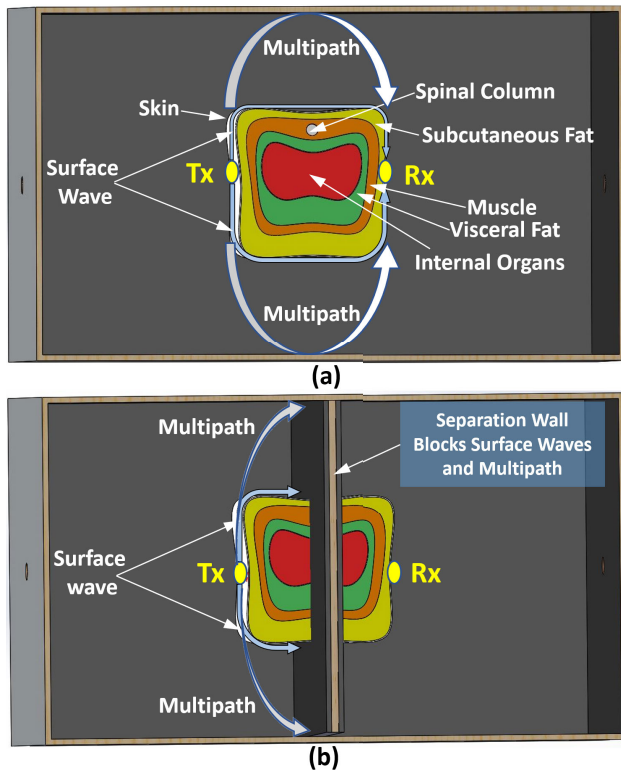 Multipath
Spinal Column
Skin
Subcutaneous Fat
Surface
Wave
Tx
Rx
Muscle
Visceral Fat
Internal Organs
Multipath
(a)
Multipath
Separation Wall
Blocks Surface Waves
and Multipath
Surface
wave
Tx
Rx
Multipath
(b)